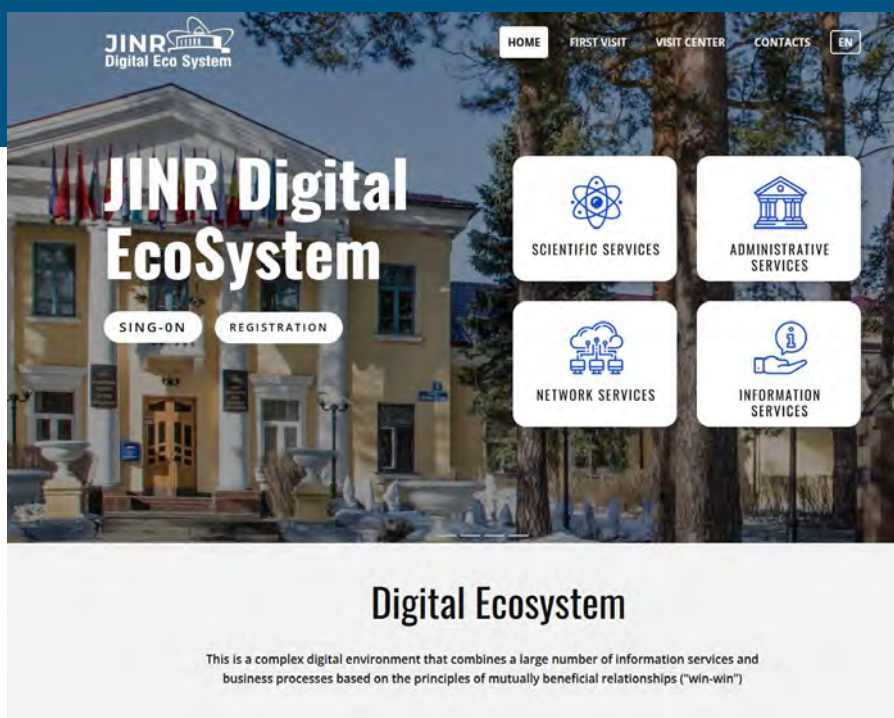 JINR
Digital Eco System
HOME FIRST VISIT VISIT CENTER CONTACTS EN
JINR Digital
EcoSystem
SING-ON REGISTRATION
SCIENTIFIC SERVICES
ADMINISTRATIVE
SERVICES
NETWORK SERVICES
INFORMATION
SERVICES
Digital Ecosystem
This is a complex digital environment that combines a large number of information services and
business processes based on the principles of mutually beneficial relationships ("win-win")